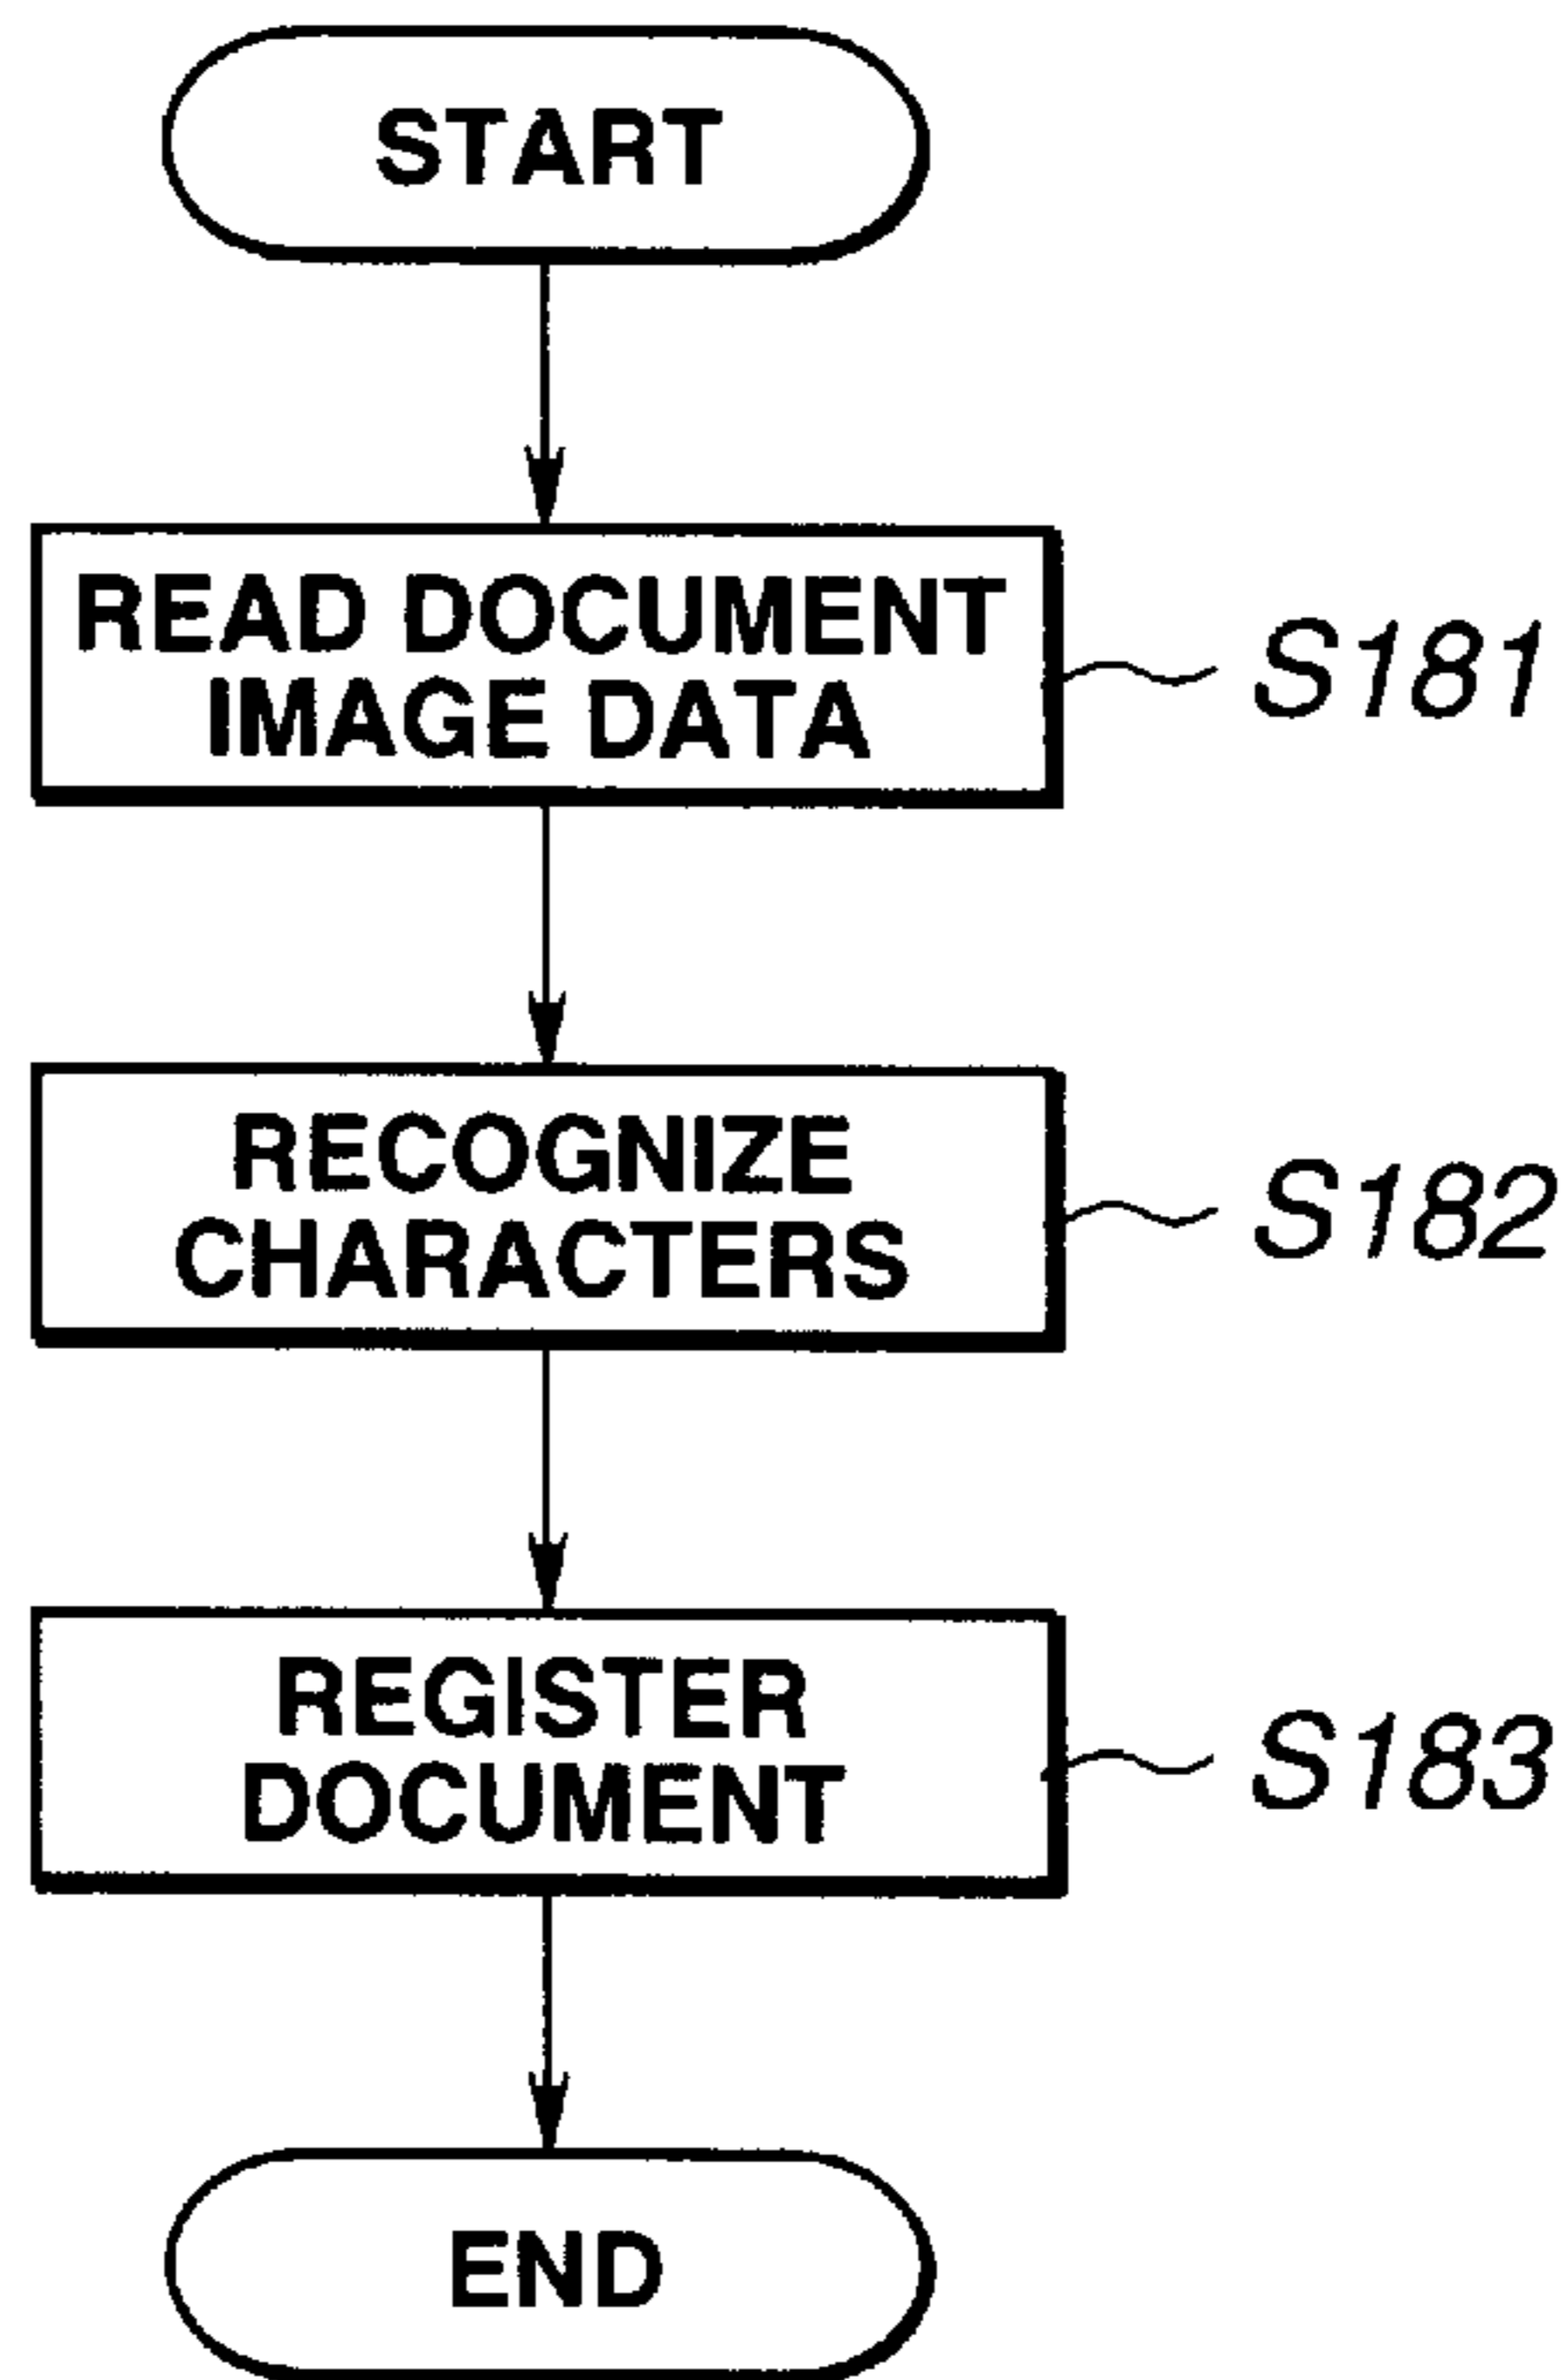 START
READ DOCUMENT
IMAGE DATA
S181
RECOGNIZE
CHARACTERS
S182
REGISTER
DOCUMENT
S183
END